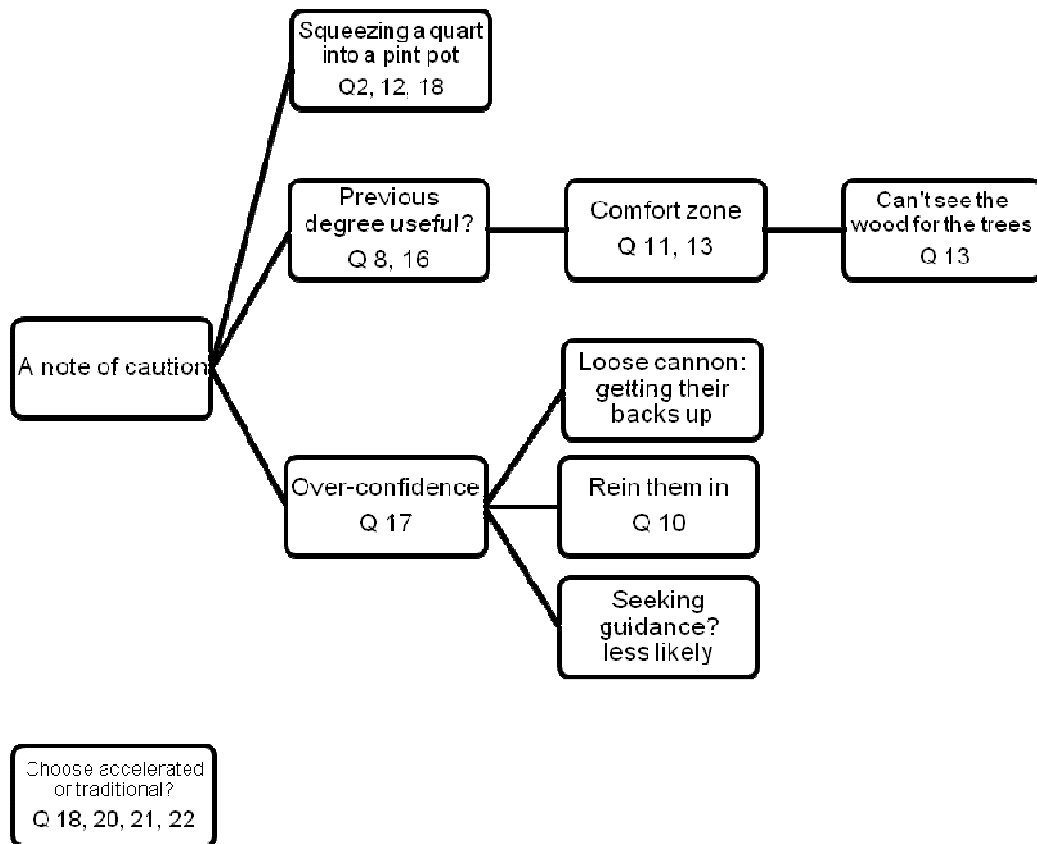 Squeezing a quart
into a pint pot
Q2, 12, 18
Previous
degree useful?
Q 8, 16
Comfort zone
Q 11, 13
Can't see the
wood for the trees
Q 13
A note of caution
Loose cannon:
getting their
backs up
Over-confidence
Q 17
Rein them in
Q 10
Seeking
guidance?
less likely
Choose accelerated
or traditional?
Q 18, 20, 21, 22